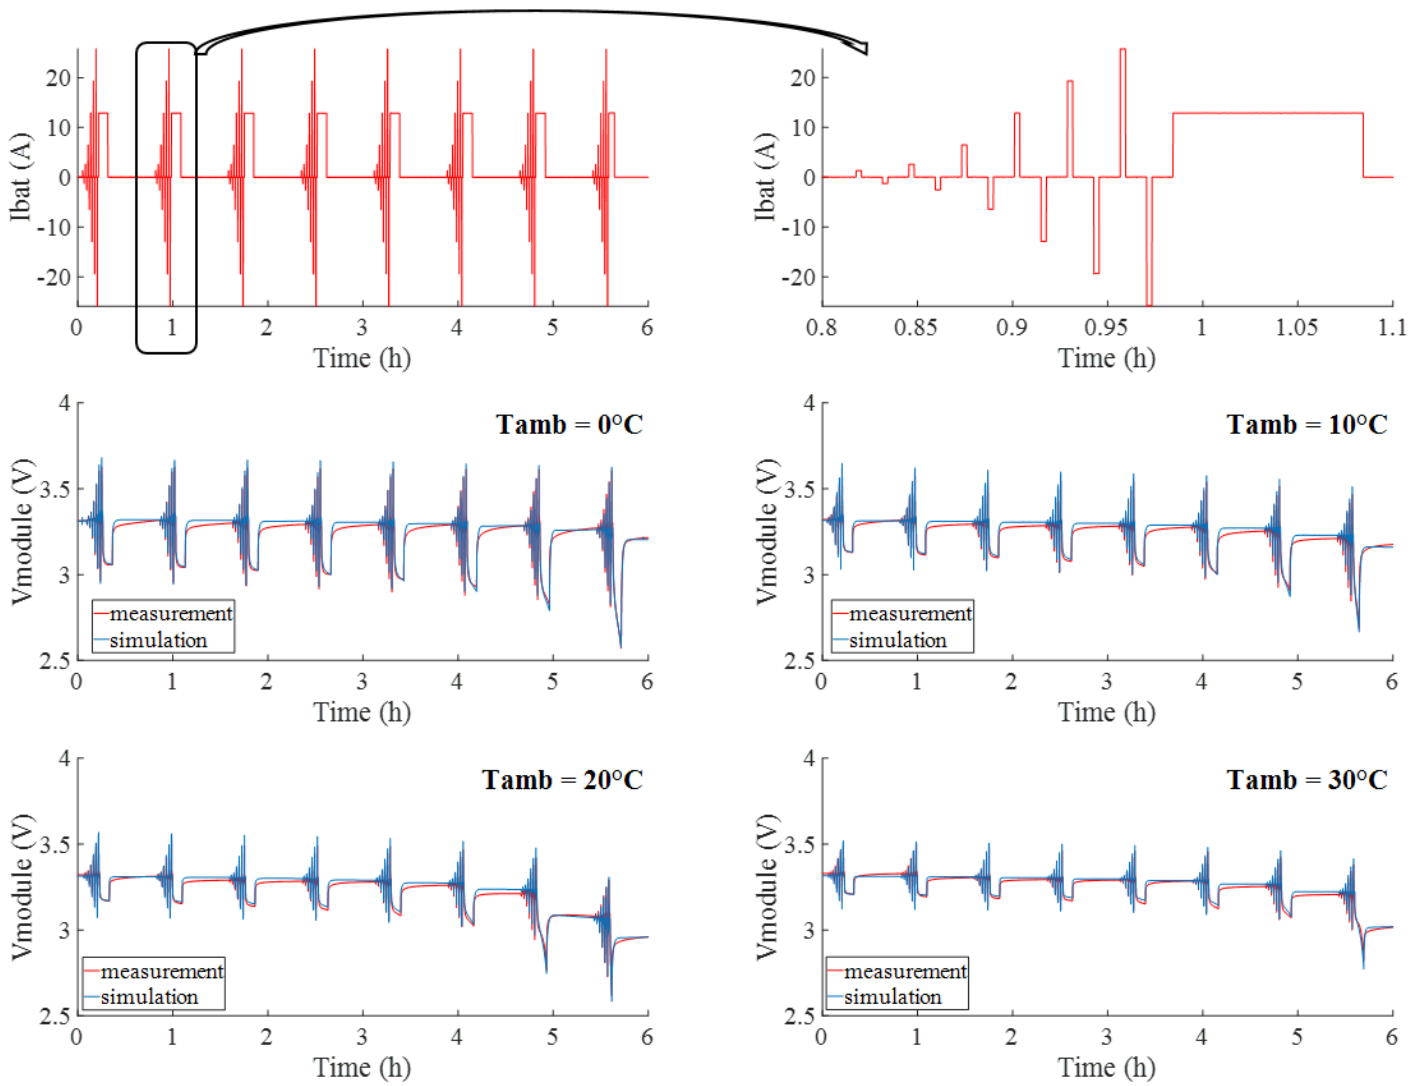 20
10
0
-10
-20
Ibat (A)
0 1 2 3 4 5 6
Time (h)
20
10
0
-10
-20
Ibat (A)
0.8 0.85 0.9 0.95 1 1.05 1.1
Time (h)
4
3.5
3
2.5
Vmodule (V)
Tamb = 0°C
measurement
simulation
0 1 2 3 4 5 6
Time (h)
4
3.5
3
2.5
Vmodule (V)
Tamb = 10°C
measurement
simulation
0 1 2 3 4 5 6
Time (h)
4
3.5
3
2.5
Vmodule (V)
Tamb = 20°C
measurement
simulation
0 1 2 3 4 5 6
Time (h)
4
3.5
3
2.5
Vmodule (V)
Tamb = 30°C
measurement
simulation
0 1 2 3 4 5 6
Time (h)